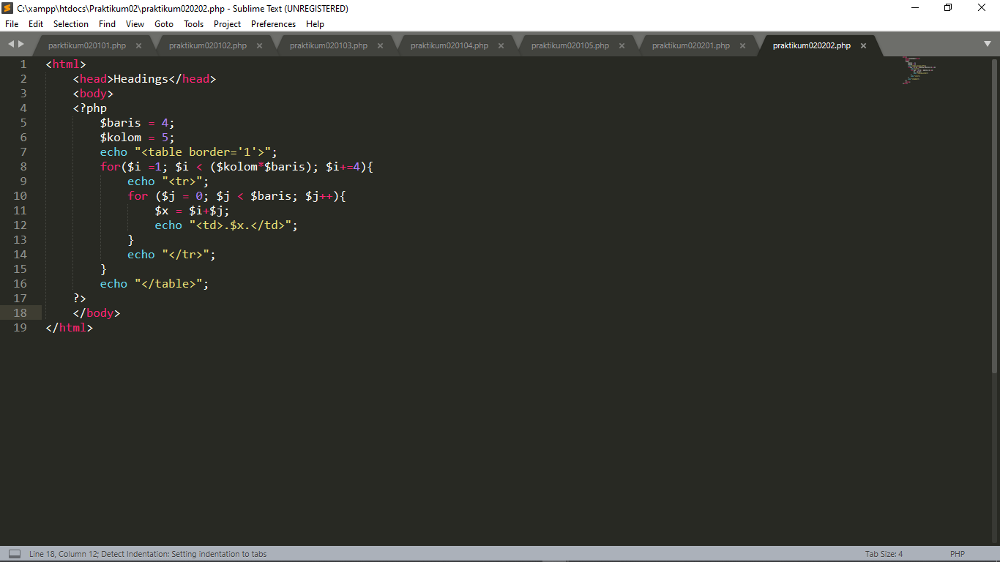 C:\xampp\htdocs\Praktikum02\praktikum020202.php - Sublime Text (UNREGISTERED)
File Edit Selection Find View Goto Tools Project Preferences Help
parktikum020101.php praktikum020102.php praktikum020103.php praktikum020104.php praktikum020105.php praktikum020201.php praktikum020202.php
1 <html>
2     <head>Headings</head>
3     <body>
4     <?php
5         $baris = 4;
6         $kolom = 5;
7         echo "<table border='1'>";
8         for($i =1; $i < ($kolom*$baris); $i+=4){
9             echo "<tr>";
10             for ($j = 0; $j < $baris; $j++){
11                 $x = $i+$j;
12                 echo "<td>.$x.</td>";
13             }
14             echo "</tr>";
15         }
16         echo "</table>";
17     ?>
18     </body>
19 </html>
Line 18, Column 12; Detect Indentation: Setting indentation to tabs Tab Size: 4 PHP